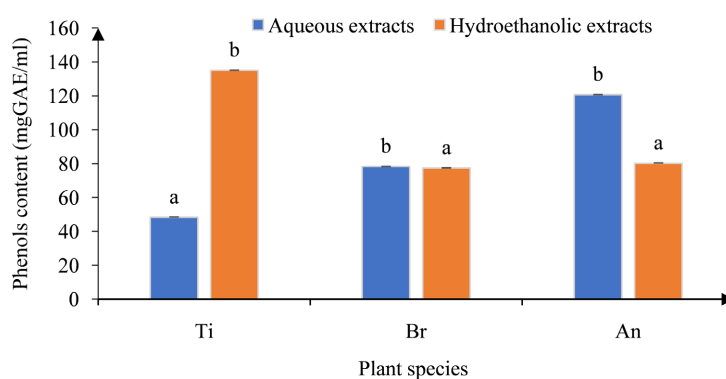 Aqueous extracts Hydroethanolic extracts
Phenols content (mgGAE/ml)
160
140
120
100
80
60
40
20
0
a b b a b a
Ti Br An
Plant species